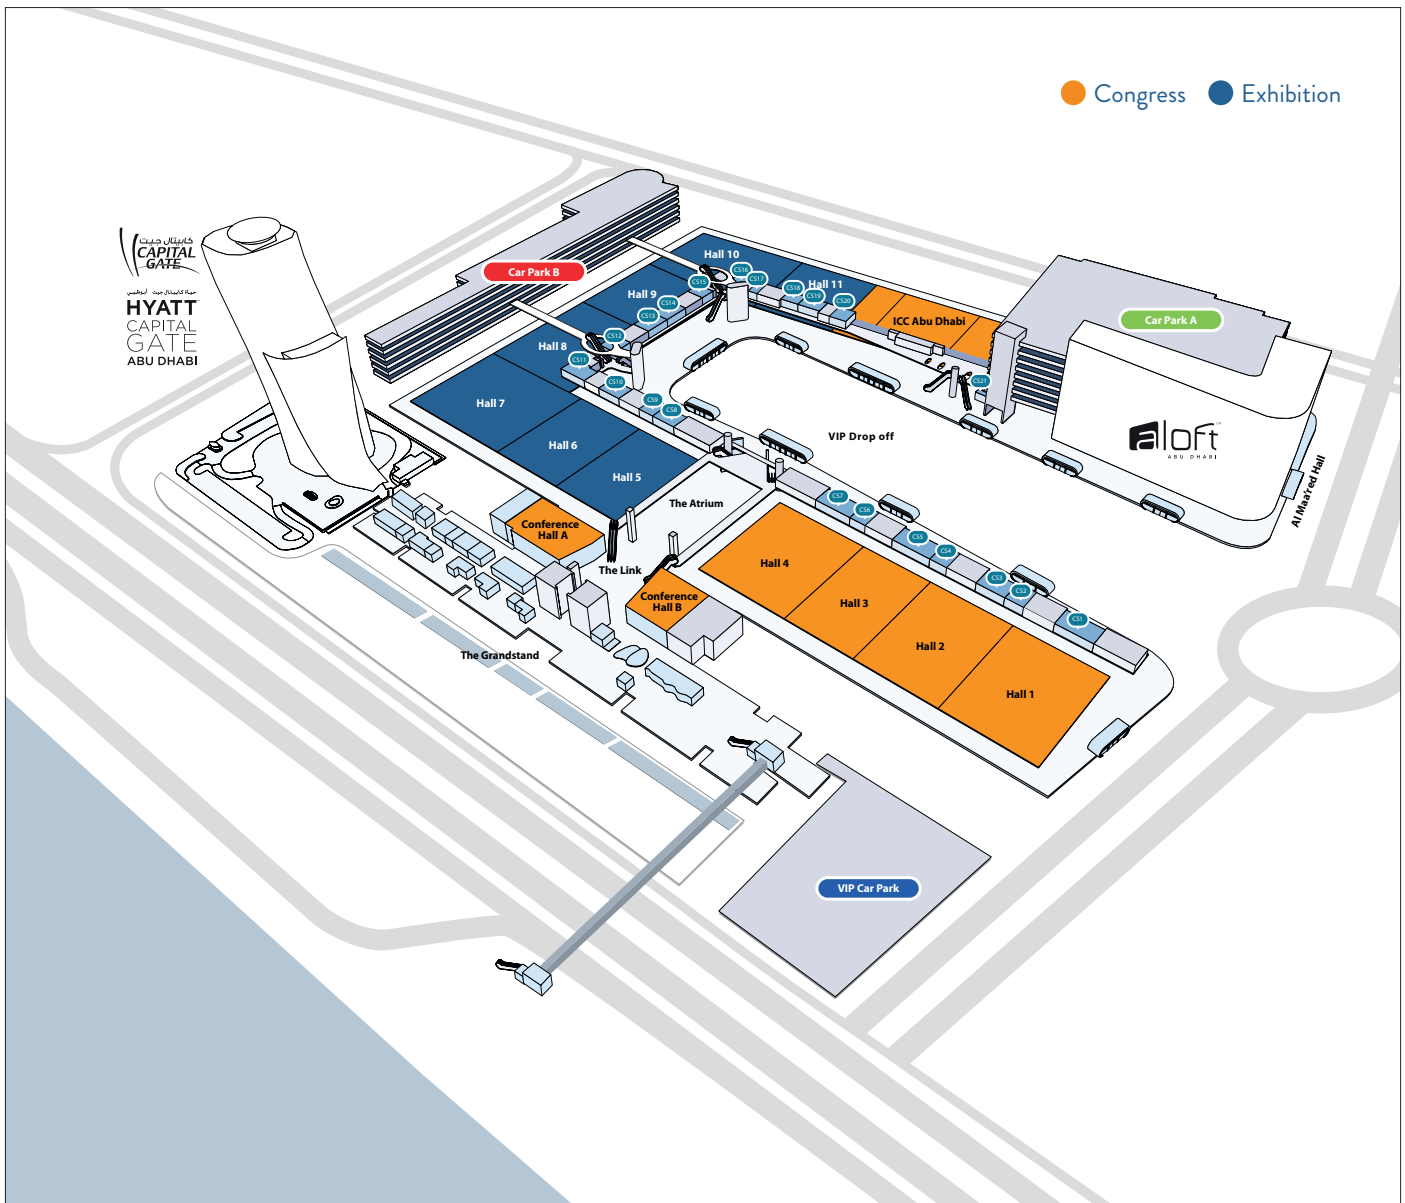 Congress
Exhibition
كابيتال جيت
CAPITAL
GATE
حياة كابيتال جيت أبوظبي
HYATT
CAPITAL
GATE
ABU DHABI
Car Park B
Hall 10
CS16
CS17
CS15
Hall 11
CS18
CS19
CS20
Hall 9
CS14
CS13
ICC Abu Dhabi
Car Park A
CS12
Hall 8
CS11
CS10
CS21
Hall 7
CS9
CS8
VIP Drop off
aloft
ABU DHABI
Hall 6
Hall 5
Al Maa'red Hall
The Atrium
CS7
CS6
Conference
Hall A
CS5
CS4
The Link
Hall 4
CS3
CS2
Conference
Hall B
Hall 3
CS1
Hall 2
The Grandstand
Hall 1
VIP Car Park